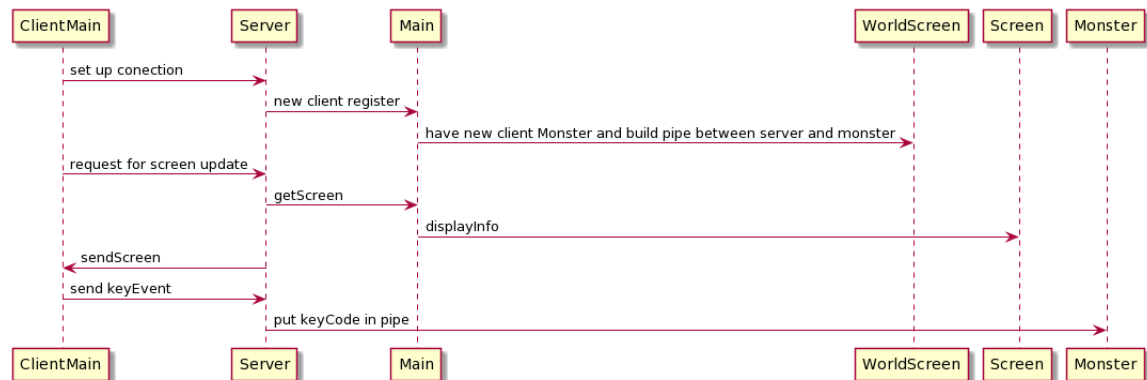 ClientMain Server Main WorldScreen Screen Monster
set up conection
new client register
have new client Monster and build pipe between server and monster
request for screen update
getScreen
displayInfo
sendScreen
send keyEvent
put keyCode in pipe
ClientMain Server Main WorldScreen Screen Monster